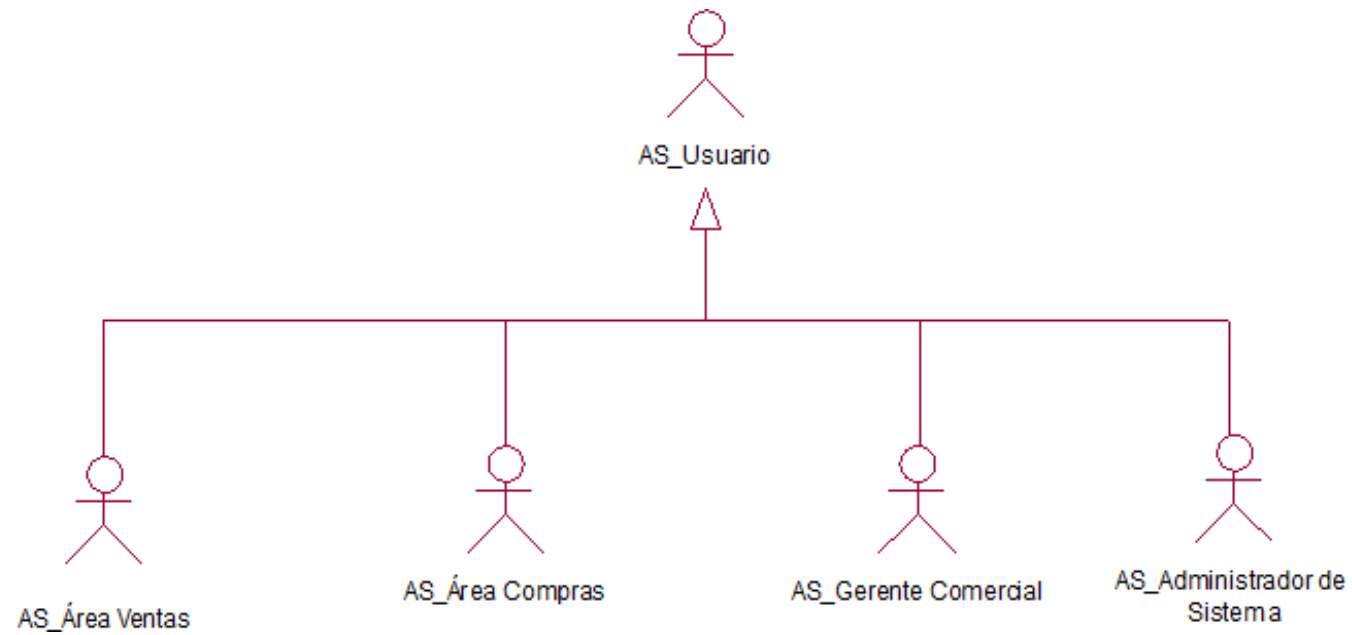 AS_Usuario
AS_Área Ventas
AS_Área Compras
AS_Gerente Comercial
AS_Administrador de
Sistema